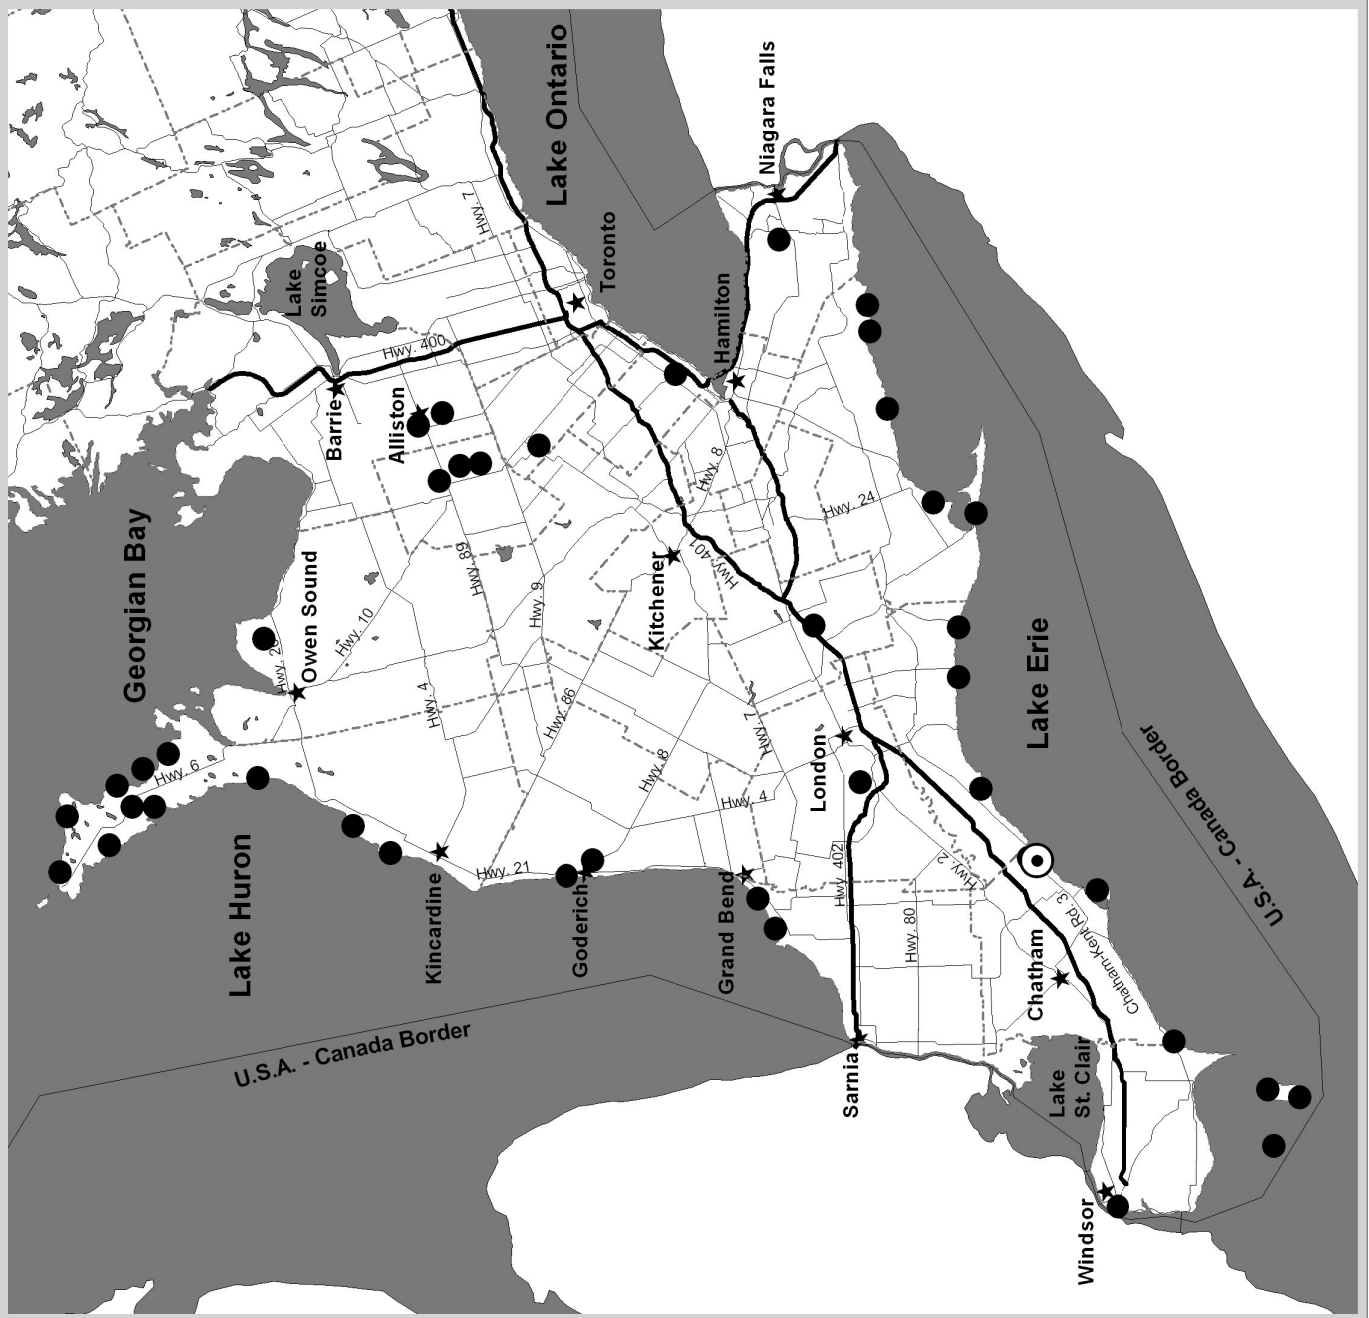 Lake Ontario
Niagara Falls
Hwy. 7
Toronto
Lake
Simcoe
Hamilton
Hwy. 400
Barrie
Alliston
Hwy. 8
Hwy. 24
Georgian Bay
Owen Sound
Hwy. 10
Hwy. 89
Hwy. 9
Kitchener
Hwy. 401
Hwy. 4
Hwy. 86
Hwy. 7
London
Lake Erie
Hwy. 6
Hwy. 8
Hwy. 4
U.S.A. - Canada Border
Lake Huron
Kincardine
Hwy. 21
Goderich
Grand Bend
Hwy. 402
Hwy. 2
Hwy. 80
Chatham
Chatham-Kent Rd. 3
U.S.A. - Canada Border
Sarnia
Lake
St. Clair
Windsor